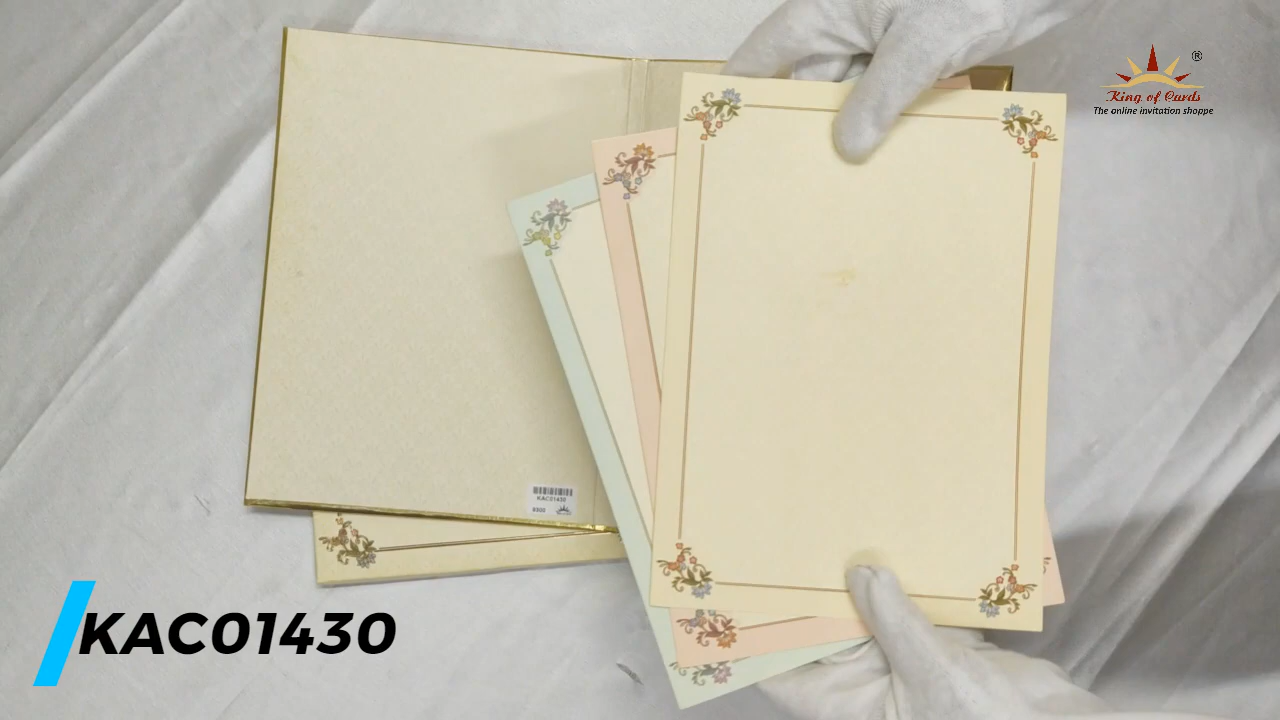 ®
King of Cards
The online invitation shoppe
KAC01430
KAC01430